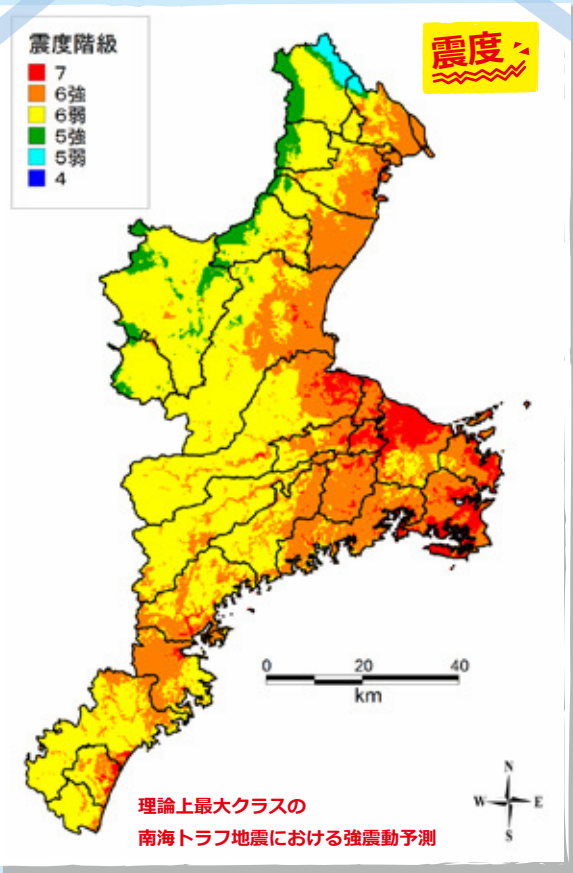 震度階級
7
6強
6弱
5強
5弱
4
震度
0 20 40
km
N
W E
S
理論上最大クラスの
南海トラフ地震における強震動予測